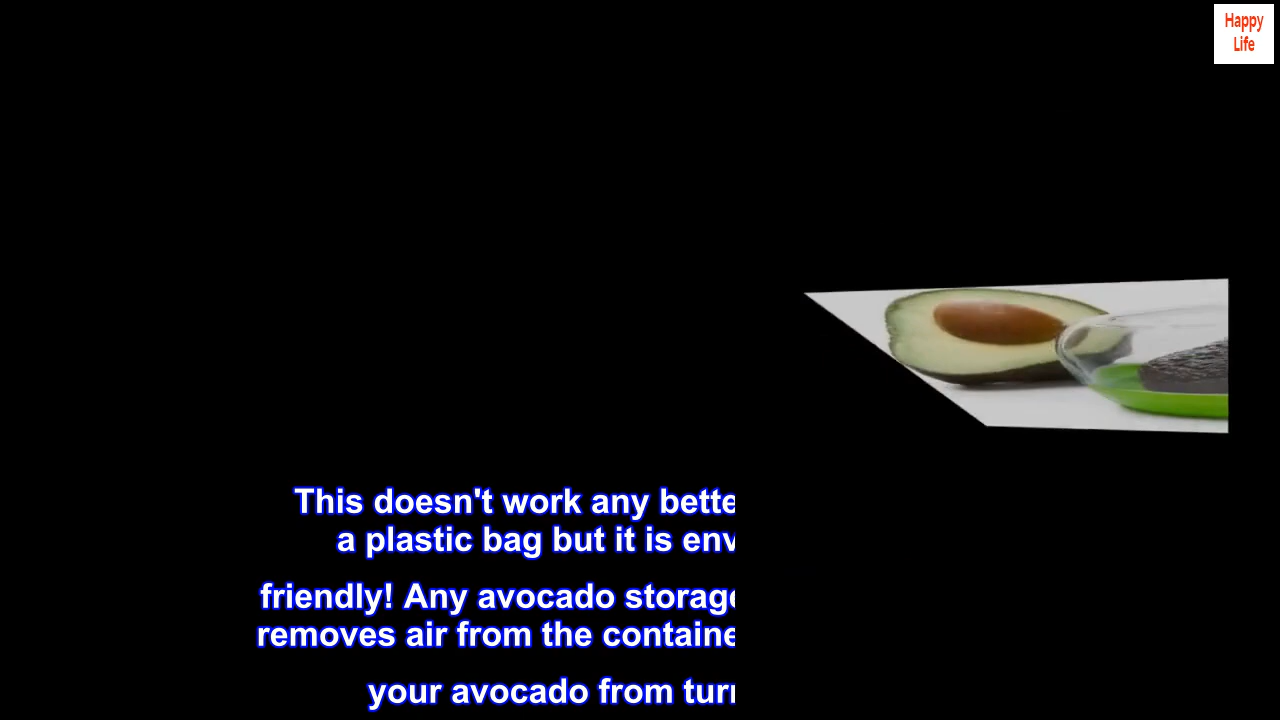 Happy
Life
This doesn't work any bette
a plastic bag but it is env
friendly! Any avocado storag
removes air from the containe
your avocado from tur